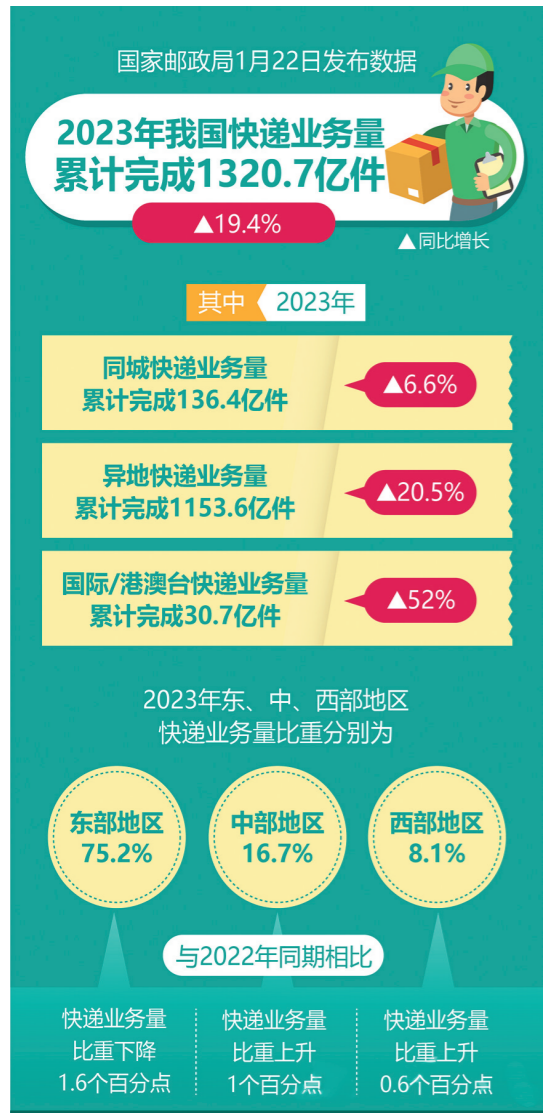 国家邮政局1月22日发布数据
2023年我国快递业务量
累计完成1320.7亿件
▲19.4%
▲同比增长
其中 2023年
同城快递业务量
累计完成136.4亿件
▲6.6%
异地快递业务量
累计完成1153.6亿件
▲20.5%
国际/港澳台快递业务量
累计完成30.7亿件
▲52%
2023年东、中、西部地区
快递业务量比重分别为
东部地区
75.2%
中部地区
16.7%
西部地区
8.1%
与2022年同期相比
快递业务量
比重下降
1.6个百分点
快递业务量
比重上升
1个百分点
快递业务量
比重上升
0.6个百分点